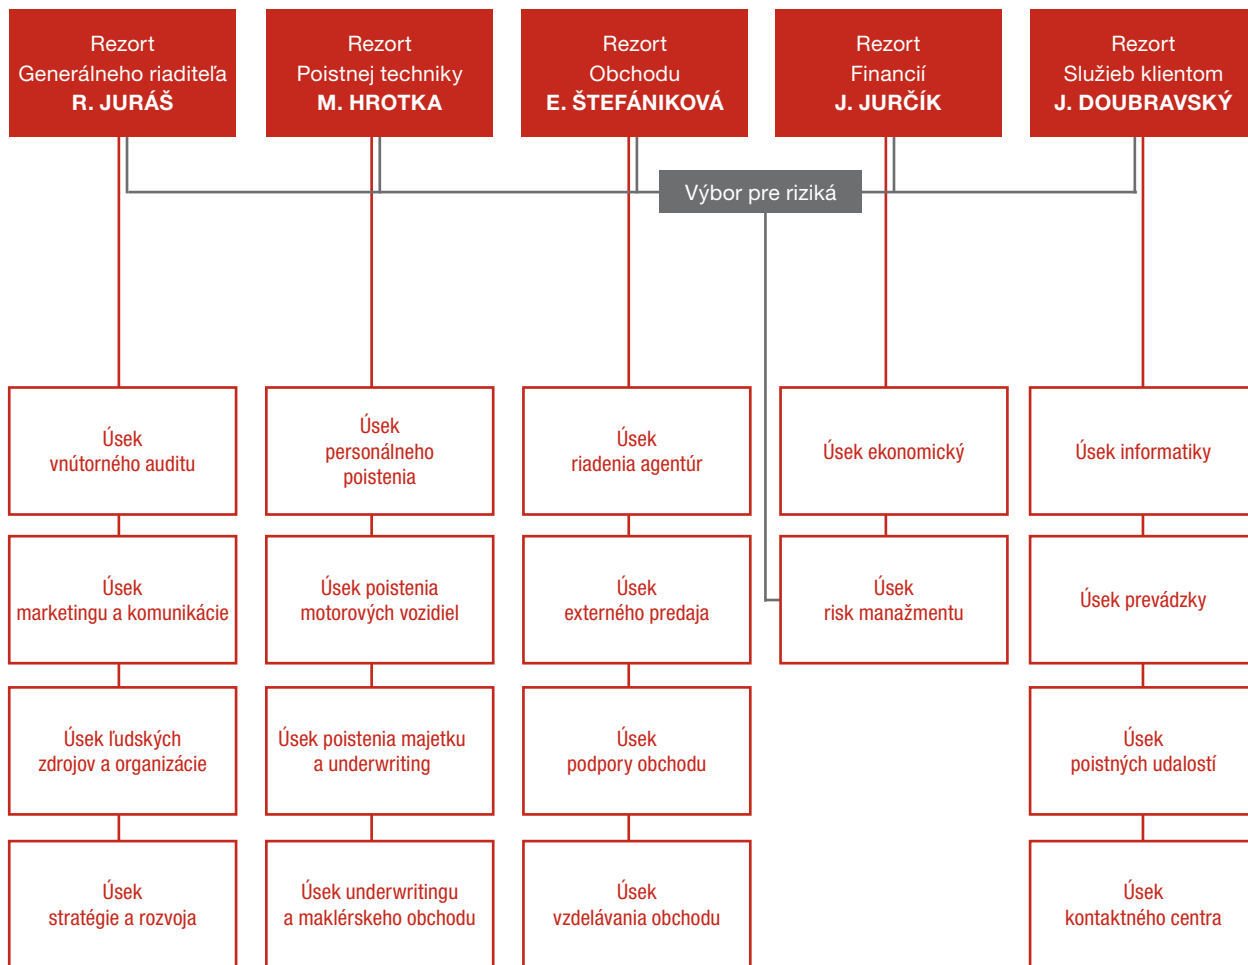 Rezort
Generálneho riaditeľa
R. JURÁŠ
Rezort
Poistnej techniky
M. HROTKA
Rezort
Obchodu
E. ŠTEFÁNIKOVÁ
Rezort
Financií
J. JURČÍK
Rezort
Služieb klientom
J. DOUBRAVSKÝ
Výbor pre riziká
Úsek
vnútorného auditu
Úsek
personálneho
poistenia
Úsek
riadenia agentúr
Úsek ekonomický
Úsek informatiky
Úsek
marketingu a komunikácie
Úsek poistenia
motorových vozidiel
Úsek
externého predaja
Úsek
risk manažmentu
Úsek prevádzky
Úsek ľudských
zdrojov a organizácie
Úsek poistenia majetku
a underwriting
Úsek
podpory obchodu
Úsek
poistných udalostí
Úsek
stratégie a rozvoja
Úsek underwritingu
a maklérskeho obchodu
Úsek
vzdelávania obchodu
Úsek
kontaktného centra